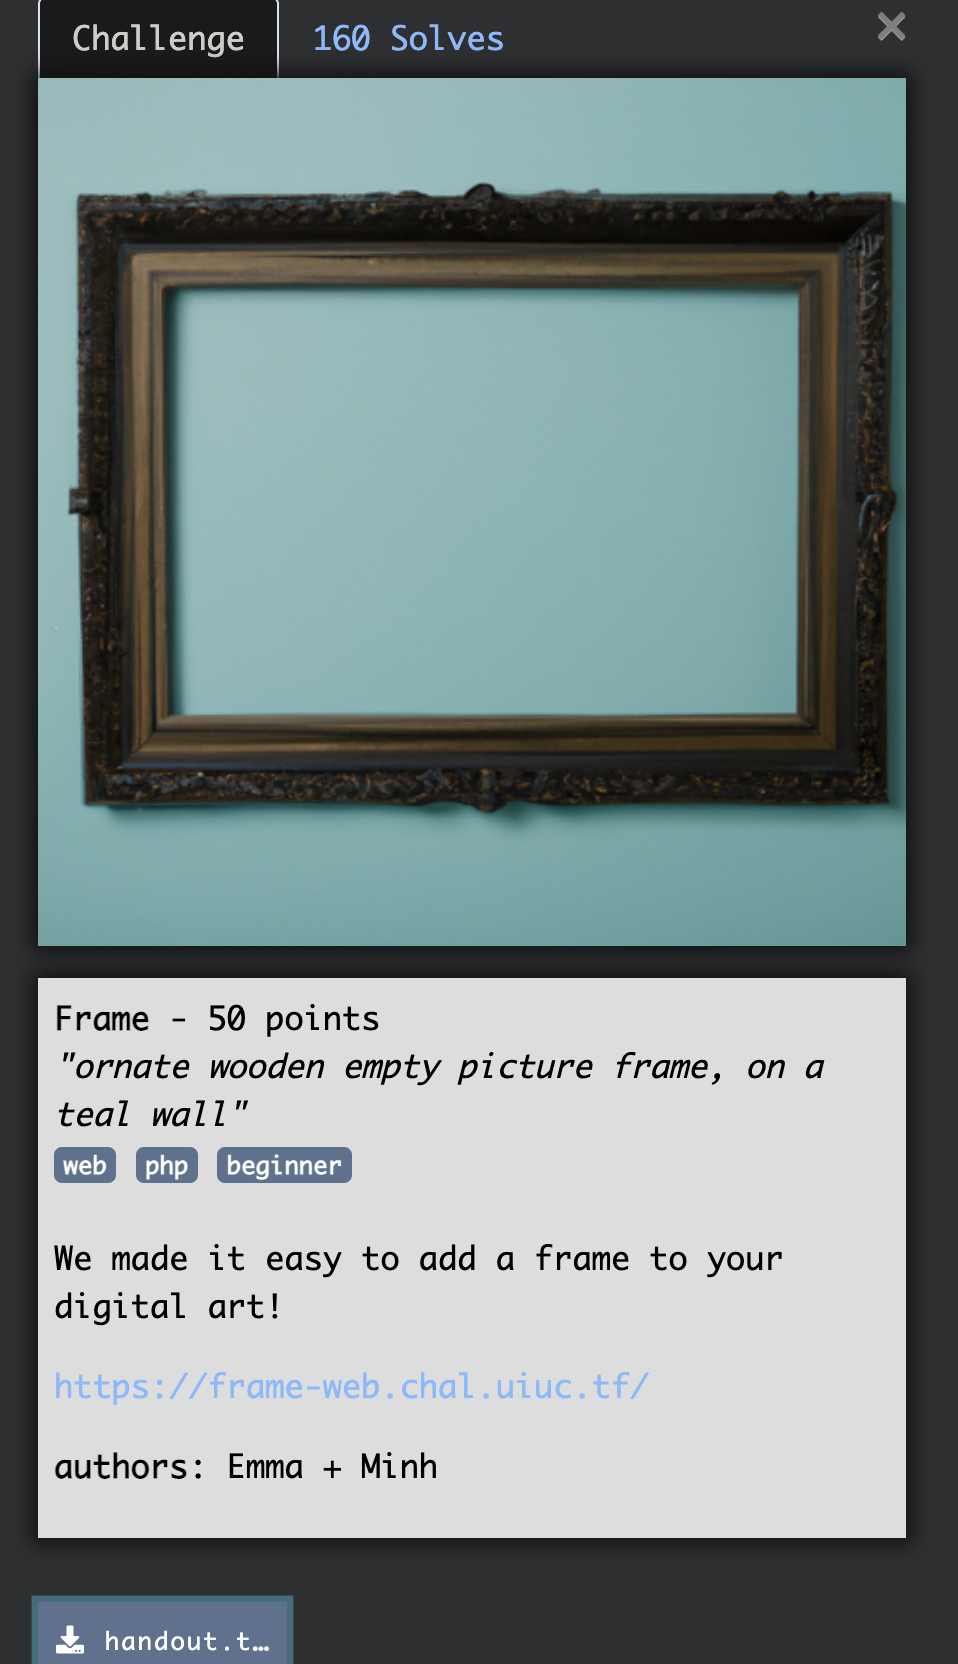 Challenge
160 Solves
×
Frame - 50 points
"ornate wooden empty picture frame, on a
teal wall"
web php beginner
We made it easy to add a frame to your
digital art!
https://frame-web.chal.uiuc.tf/
authors: Emma + Minh
handout.t…